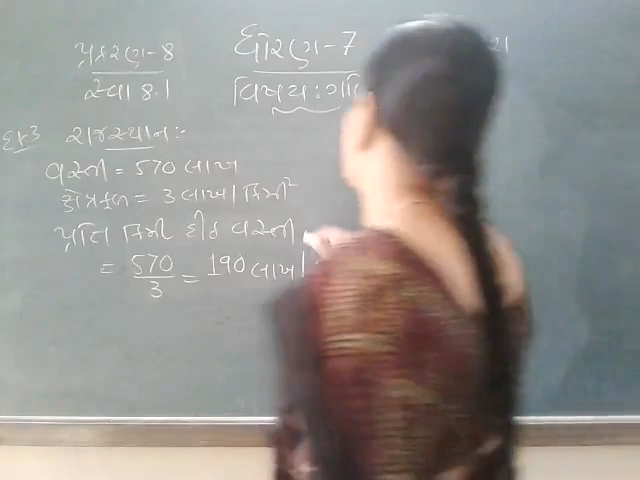 પ્રકરણ-8
ધોરણ-7
સ્વા 8.1
વિષય : ગ
દા.3 રાજસ્થાન :-
વસ્તી = 570 લાખ
ક્ષેત્રફળ = 3 લાખ / કિમી²
પ્રતિ કિમી દીઠ વસ્તી
= 570/3 = 190 લાખ /